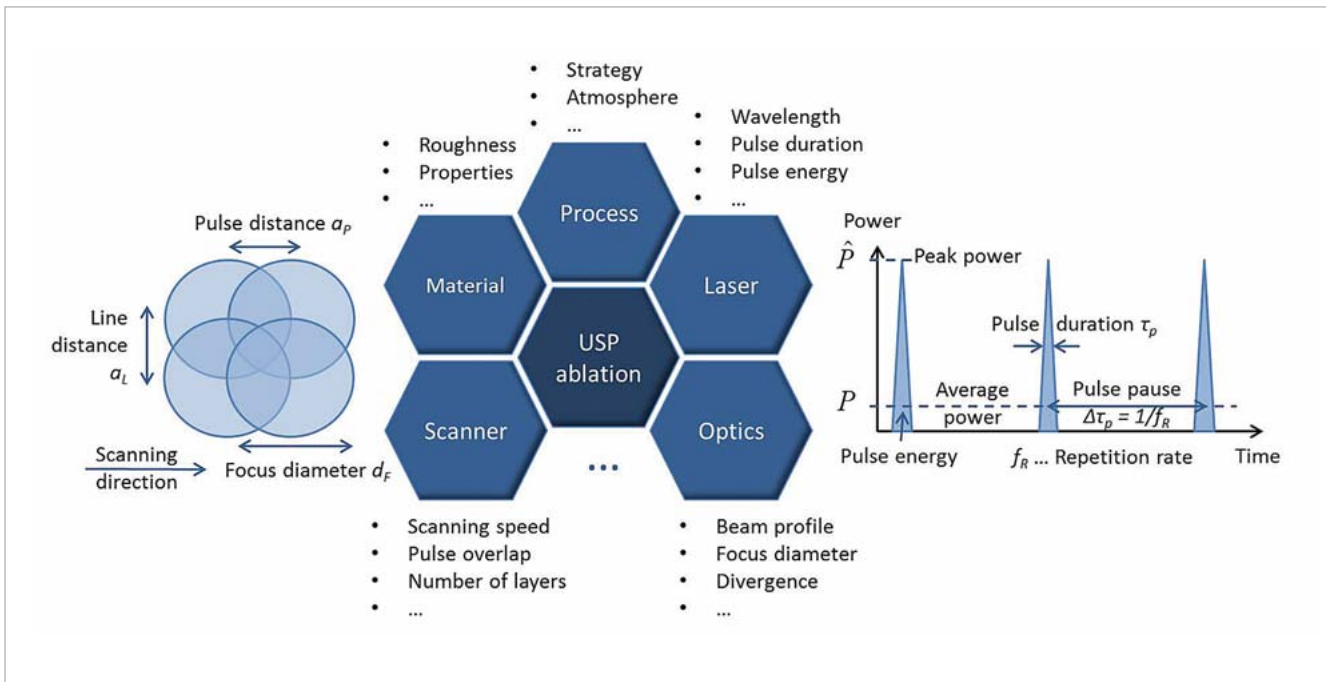 • Strategy
• Atmosphere
• ...
• Roughness
• Properties
• ...
• Wavelength
• Pulse duration
• Pulse energy
• ...
Process
Material
Laser
USP
ablation
Scanner
Optics
...
Pulse distance a_P
Line
distance
a_L
Scanning
direction
Focus diameter d_F
• Scanning speed
• Pulse overlap
• Number of layers
• ...
• Beam profile
• Focus diameter
• Divergence
• ...
Power
P̂
Peak power
Pulse duration τ_p
P
Average
power
Pulse pause
Δτ_p = 1/f_R
Pulse energy
f_R ... Repetition rate
Time